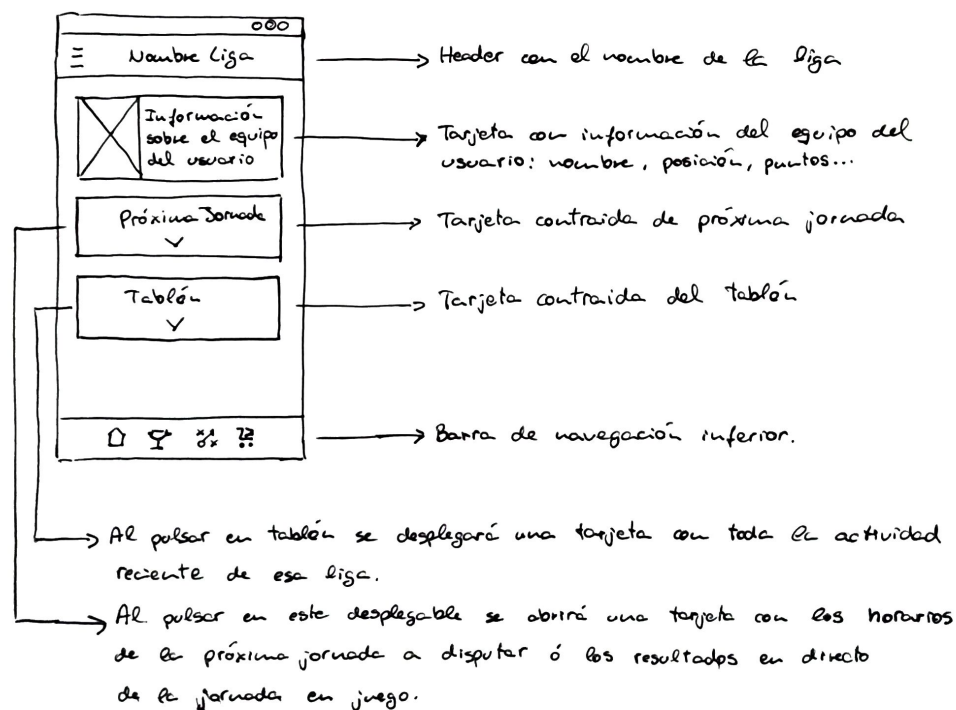 Nombre Liga
Header con el nombre de la liga
Información
sobre el equipo
del usuario
Tarjeta con información del equipo del
usuario: nombre, posición, puntos...
Próxima Jornada
Tarjeta contraida de próxima jornada
Tablón
Tarjeta contraida del tablón
Barra de navegación inferior.
Al pulsar en tablón se desplegará una tarjeta con toda la actividad
reciente de esa liga.
Al pulsar en este desplegable se abrirá una tarjeta con los horarios
de la próxima jornada a disputar ó los resultados en directo
de la jornada en juego.